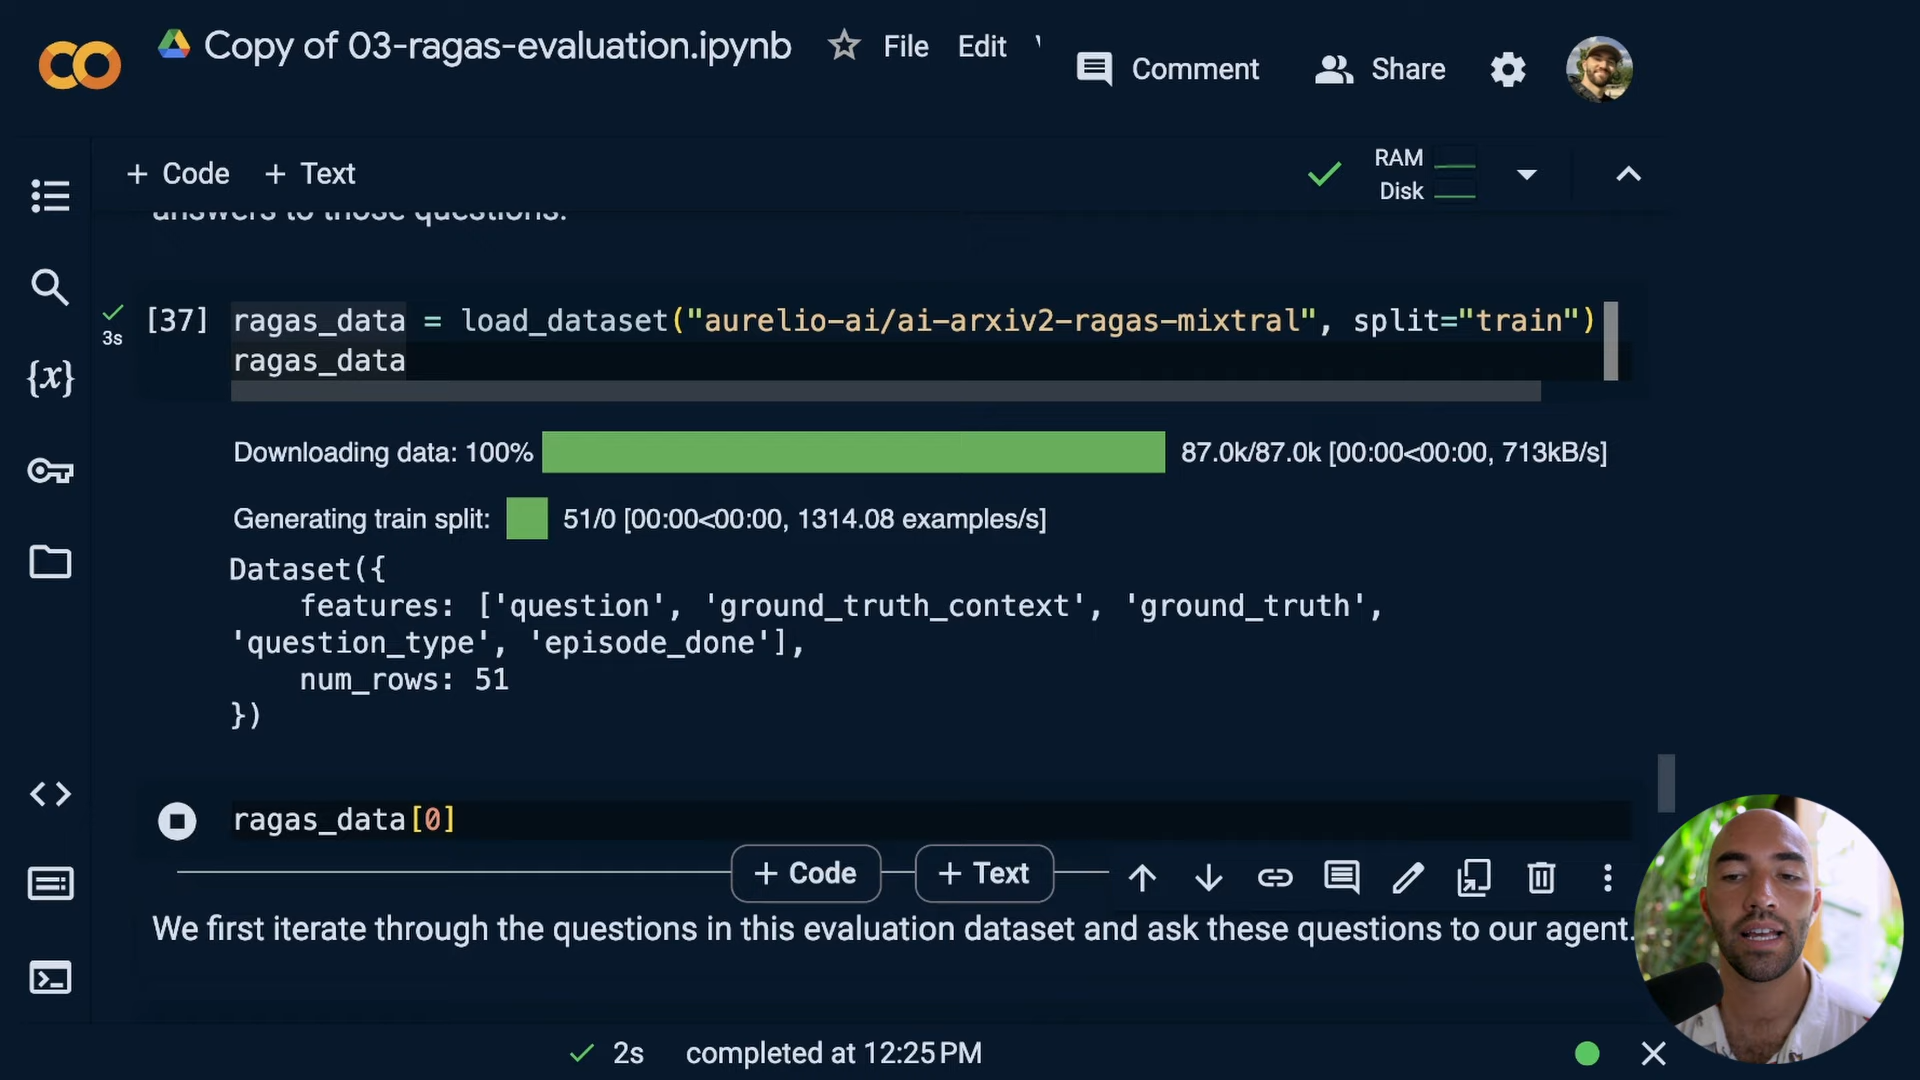 Copy of 03-ragas-evaluation.ipynb
File Edit
Comment
Share
+ Code + Text
RAM
Disk
answers to those questions.
3s
[37] ragas_data = load_dataset("aurelio-ai/ai-arxiv2-ragas-mixtral", split="train")
ragas_data
{x}
Downloading data: 100% 87.0k/87.0k [00:00<00:00, 713kB/s]
Generating train split: 51/0 [00:00<00:00, 1314.08 examples/s]
Dataset({
features: ['question', 'ground_truth_context', 'ground_truth',
'question_type', 'episode_done'],
num_rows: 51
})
ragas_data[0]
+ Code + Text
We first iterate through the questions in this evaluation dataset and ask these questions to our agent.
2s completed at 12:25 PM